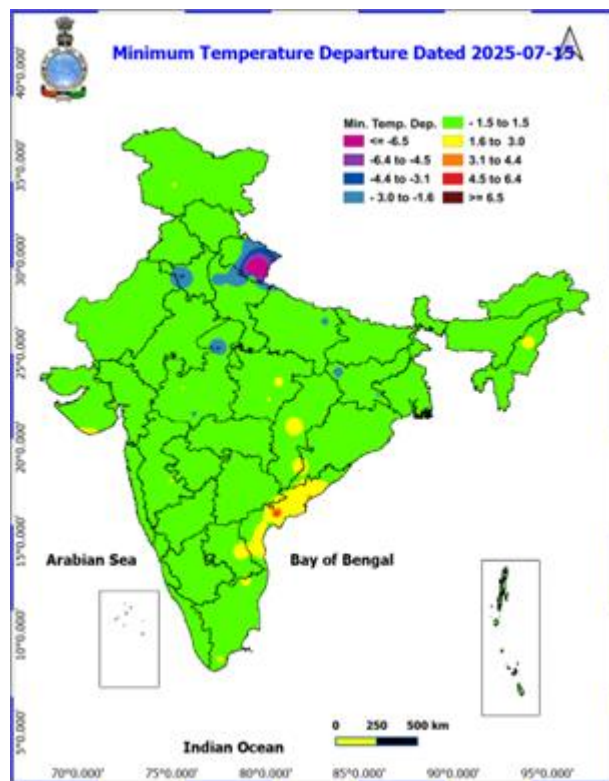 Minimum Temperature Departure Dated 2025-07-15
Min. Temp. Dep.
<= -6.5
-6.4 to -4.5
-4.4 to -3.1
- 3.0 to -1.6
- 1.5 to 1.5
1.6 to 3.0
3.1 to 4.4
4.5 to 6.4
>= 6.5
40°0.000'
35°0.000'
30°0.000'
25°0.000'
20°0.000'
15°0.000'
10°0.000'
5°0.000'
Arabian Sea
Bay of Bengal
Indian Ocean
0 250 500 km
70°0.000' 75°0.000' 80°0.000' 85°0.000' 90°0.000' 95°0.000'